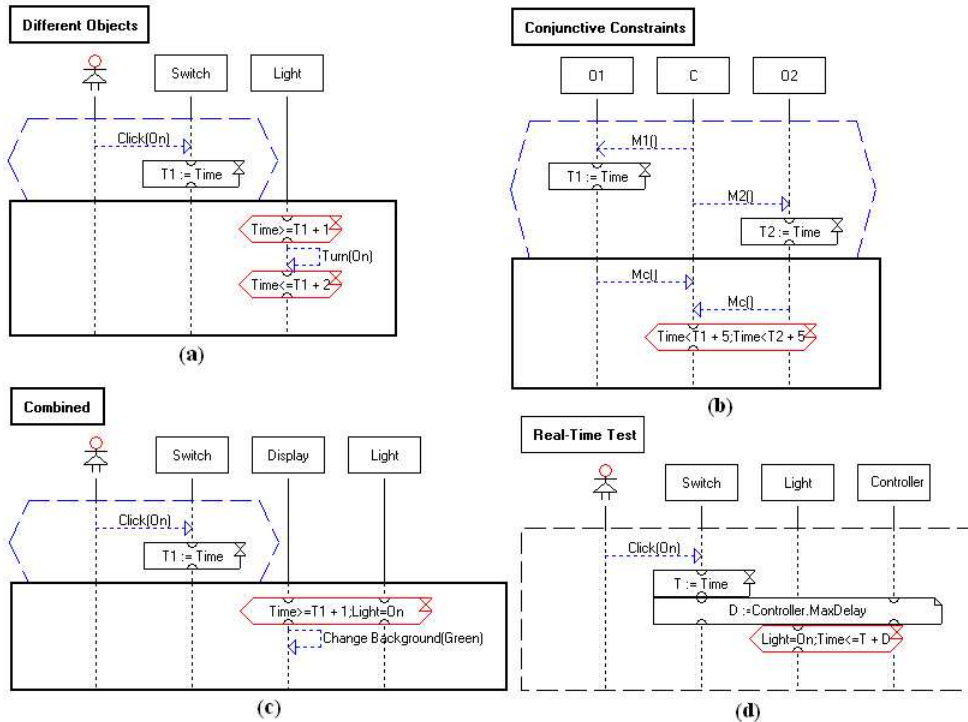 Different Objects
Switch
Light
Click(On)
T1 := Time
Time>=T1 + 1
Turn(On)
Time<=T1 + 2
(a)
Conjunctive Constraints
O1
C
O2
M1()
T1 := Time
M2()
T2 := Time
Mc()
Mc()
Time<T1 + 5;Time<T2 + 5
(b)
Combined
Switch
Display
Light
Click(On)
T1 := Time
Time>=T1 + 1;Light=On
Change Background(Green)
(c)
Real-Time Test
Switch
Light
Controller
Click(On)
T := Time
D :=Controller.MaxDelay
Light=On;Time<=T + D
(d)